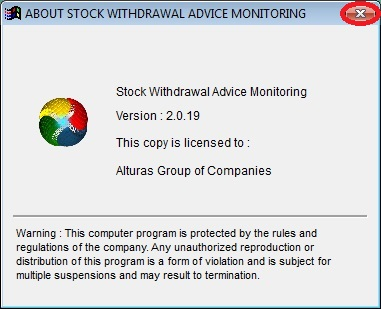 ABOUT STOCK WITHDRAWAL ADVICE MONITORING
Stock Withdrawal Advice Monitoring
Version : 2.0.19
This copy is licensed to :
Alturas Group of Companies
Warning : This computer program is protected by the rules and
regulations of the company. Any unauthorized reproduction or
distribution of this program is a form of violation and is subject for
multiple suspensions and may result to termination.